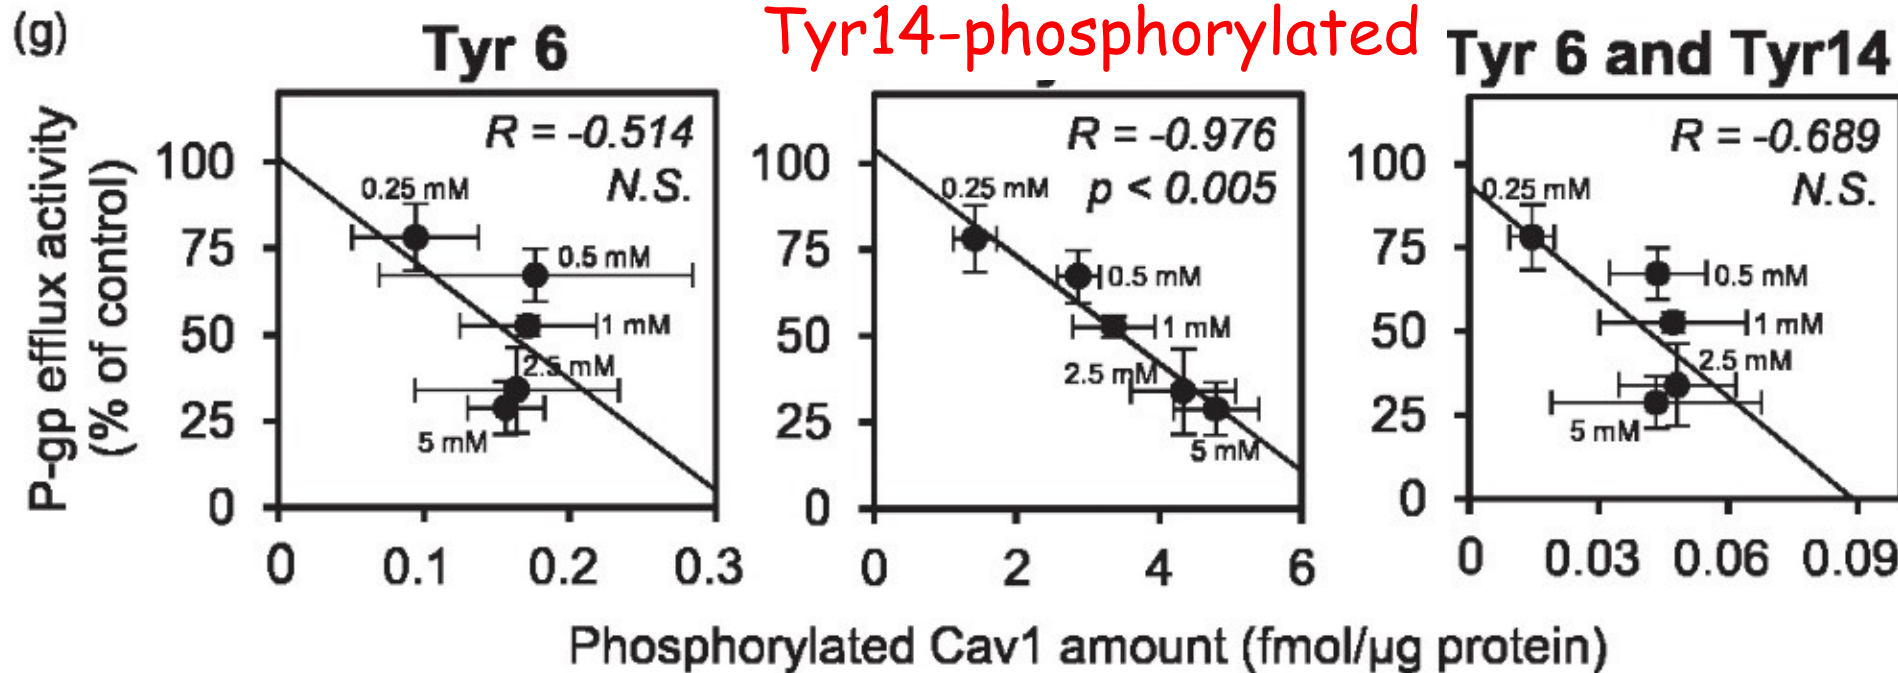 (g)
Tyr 6
Tyr14-phosphorylated
Tyr 6 and Tyr14
P-gp efflux activity
(% of control)
100
75
50
25
0
R = -0.514
N.S.
0.25 mM
0.5 mM
1 mM
2.5 mM
5 mM
0 0.1 0.2 0.3
100
75
50
25
0
R = -0.976
p < 0.005
0.25 mM
0.5 mM
1 mM
2.5 mM
5 mM
0 2 4 6
100
75
50
25
0
R = -0.689
N.S.
0.25 mM
0.5 mM
1 mM
2.5 mM
5 mM
0 0.03 0.06 0.09
Phosphorylated Cav1 amount (fmol/μg protein)